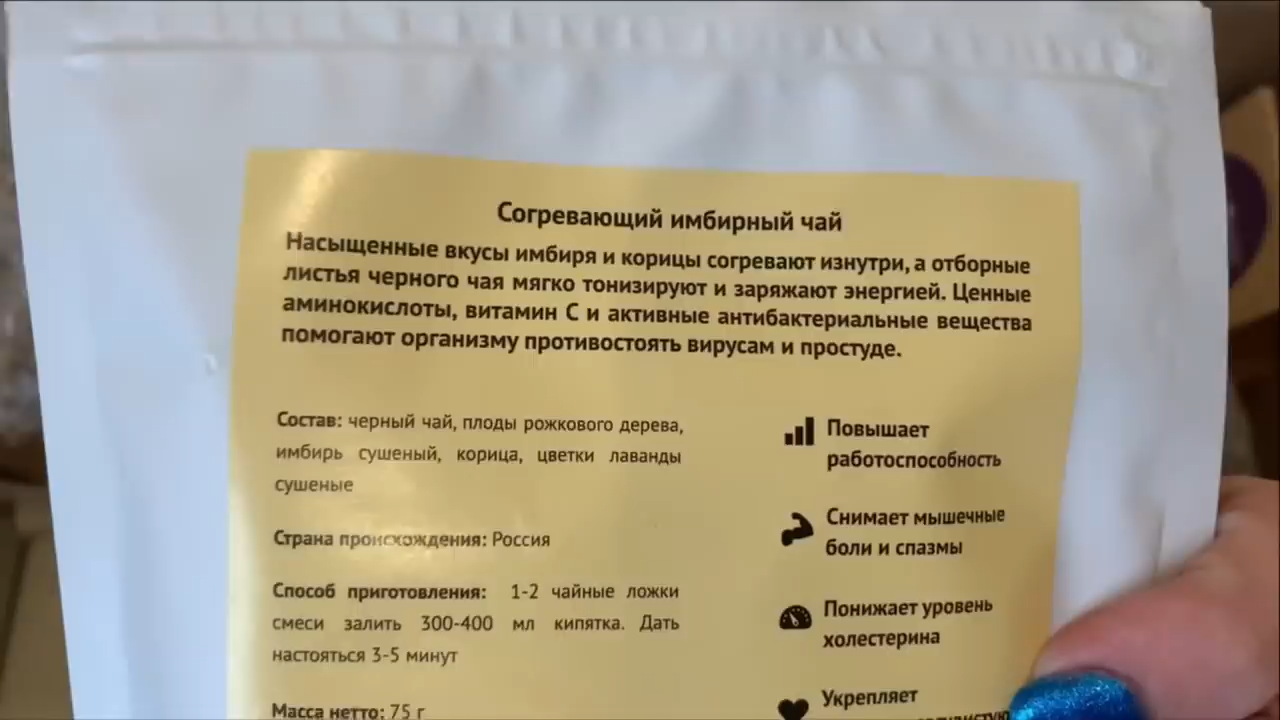 Согревающий имбирный чай
Насыщенные вкусы имбиря и корицы согревают изнутри, а отборные
листья черного чая мягко тонизируют и заряжают энергией. Ценные
аминокислоты, витамин С и активные антибактериальные вещества
помогают организму противостоять вирусам и простуде.
Состав: черный чай, плоды рожкового дерева,
имбирь сушеный, корица, цветки лаванды
сушеные
Страна происхождения: Россия
Способ приготовления: 1-2 чайные ложки
смеси залить 300-400 мл кипятка. Дать
настояться 3-5 минут
Масса нетто: 75 г
Повышает
работоспособность
Снимает мышечные
боли и спазмы
Понижает уровень
холестерина
Укрепляет